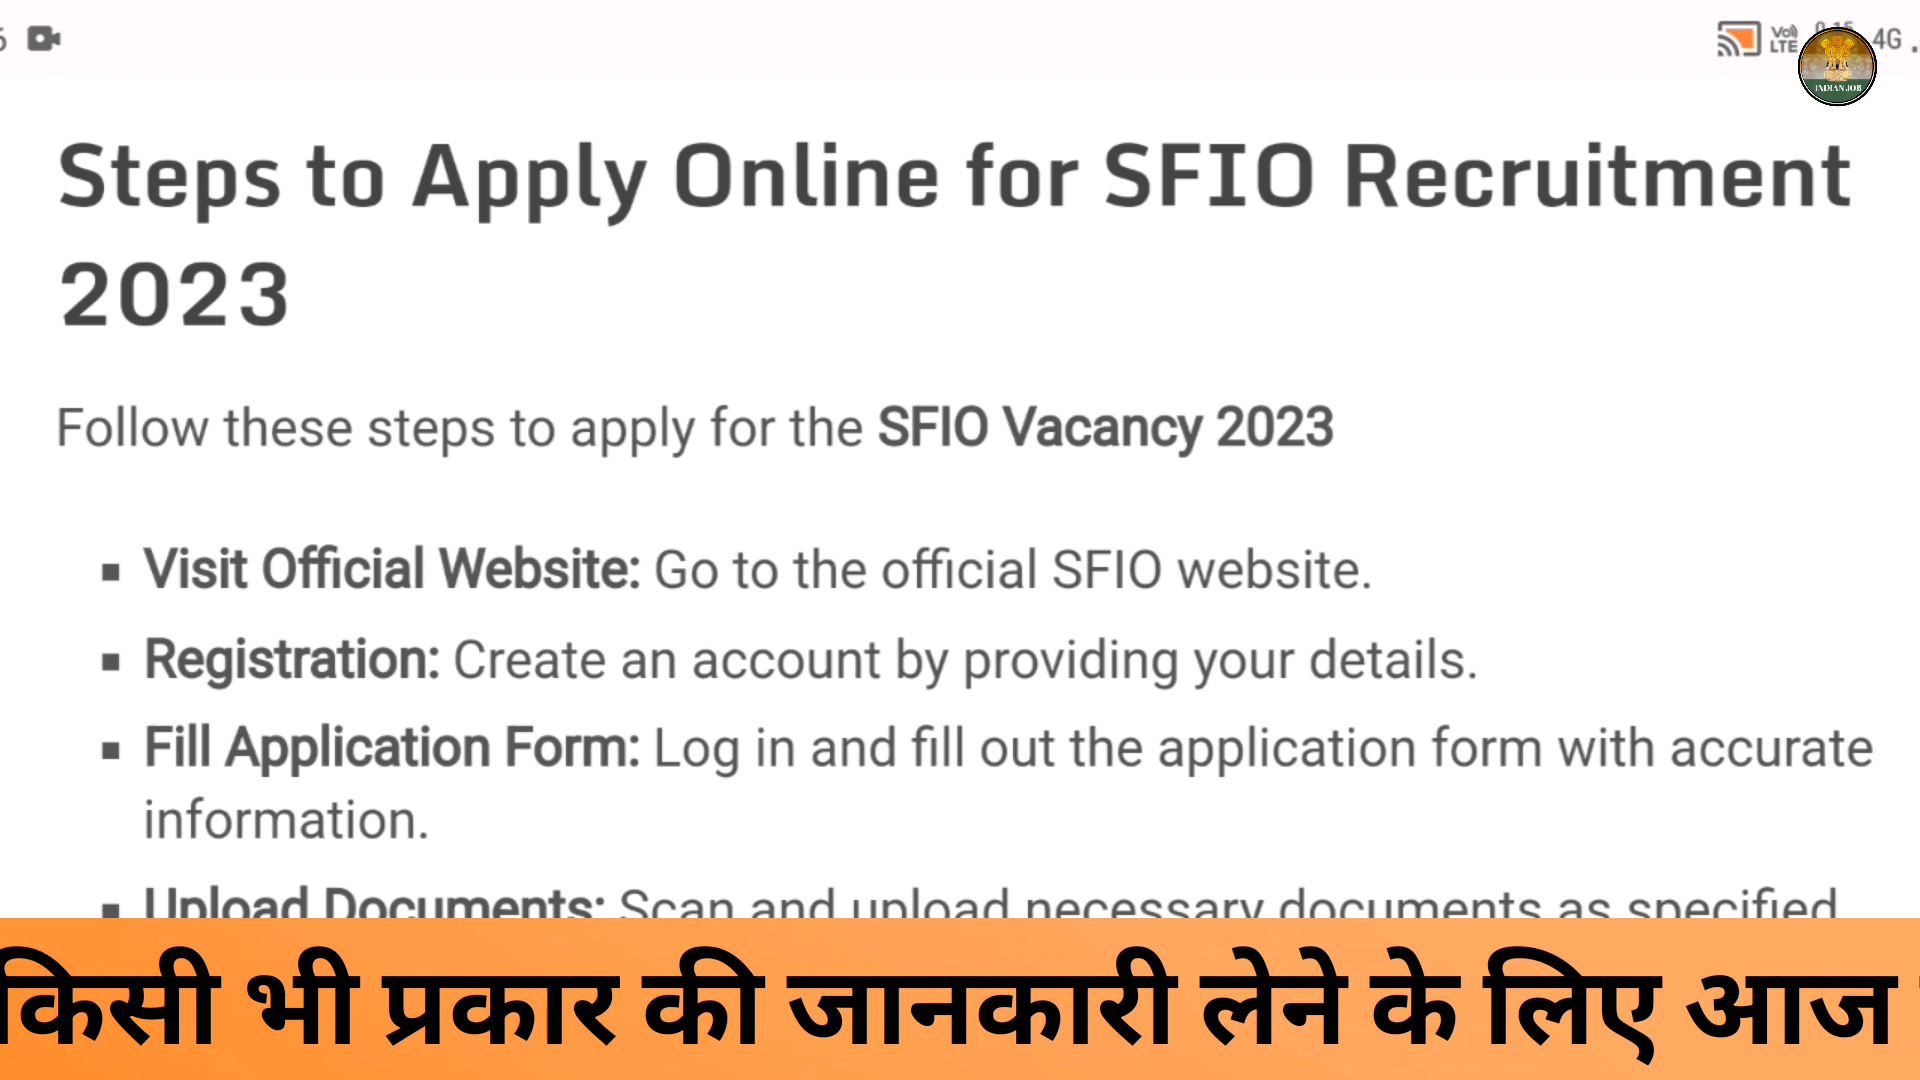 4G
INDIAN JOB
Steps to Apply Online for SFIO Recruitment
2023
Follow these steps to apply for the SFIO Vacancy 2023
▪ Visit Official Website: Go to the official SFIO website.
▪ Registration: Create an account by providing your details.
▪ Fill Application Form: Log in and fill out the application form with accurate
information.
▪ Upload Documents: Scan and upload necessary documents as specified
किसी भी प्रकार की जानकारी लेने के लिए आज